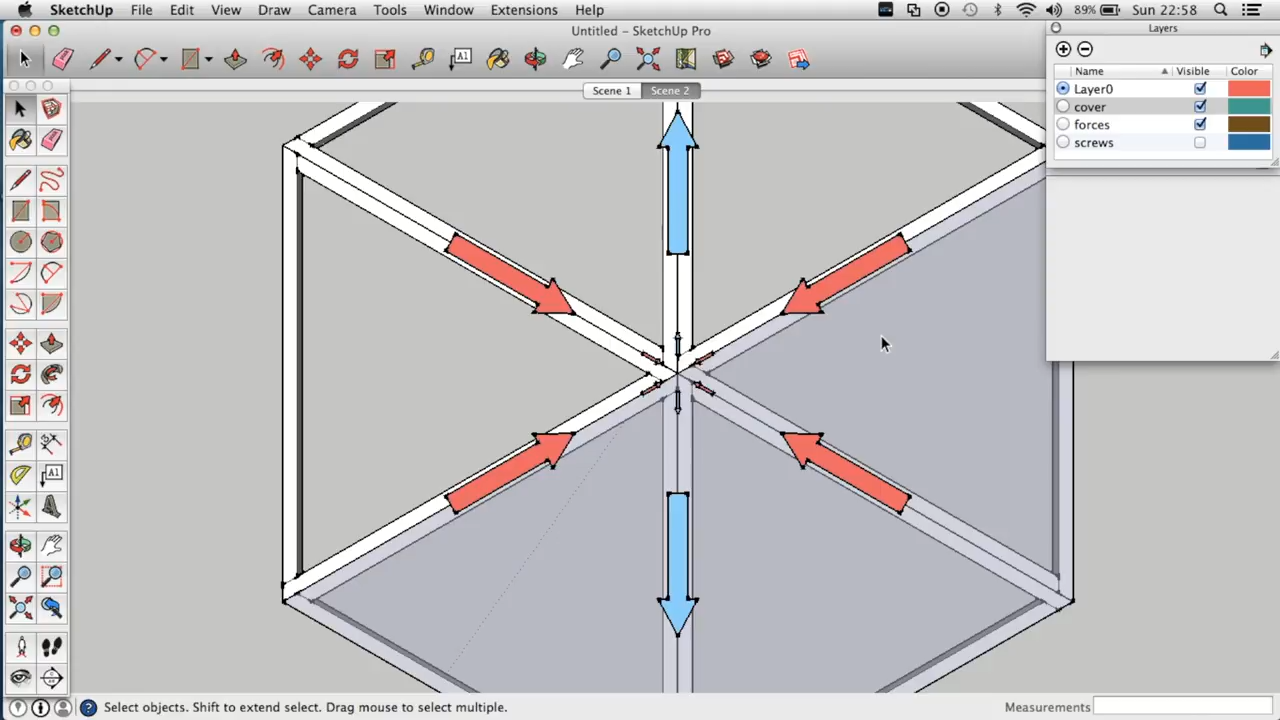 SketchUp File Edit View Draw Camera Tools Window Extensions Help 89% Sun 22:58
Untitled – SketchUp Pro
Layers
A1
Scene 1 Scene 2
Name Visible Color
Layer0
cover
forces
screws
A1
Select objects. Shift to extend select. Drag mouse to select multiple. Measurements